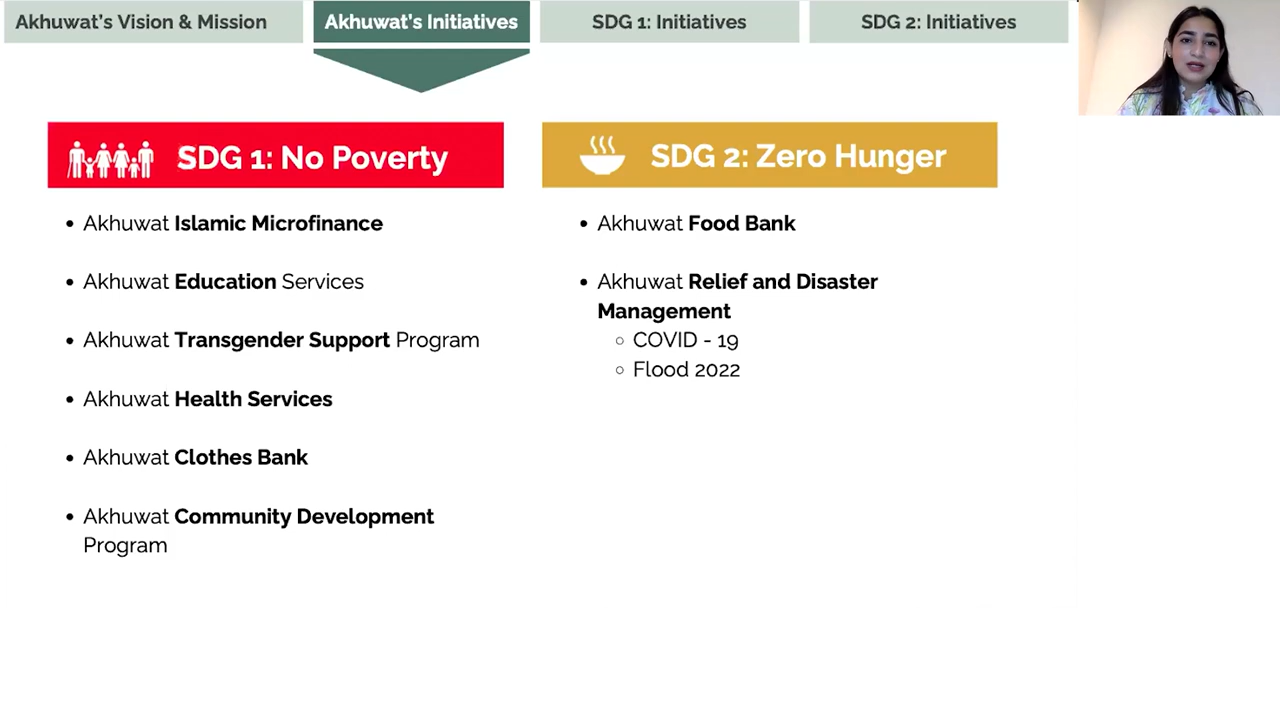 Akhuwat's Vision & Mission
Akhuwat's Initiatives
SDG 1: Initiatives
SDG 2: Initiatives
SDG 1: No Poverty
• Akhuwat Islamic Microfinance
• Akhuwat Education Services
• Akhuwat Transgender Support Program
• Akhuwat Health Services
• Akhuwat Clothes Bank
• Akhuwat Community Development
Program
SDG 2: Zero Hunger
• Akhuwat Food Bank
• Akhuwat Relief and Disaster
Management
○ COVID - 19
○ Flood 2022